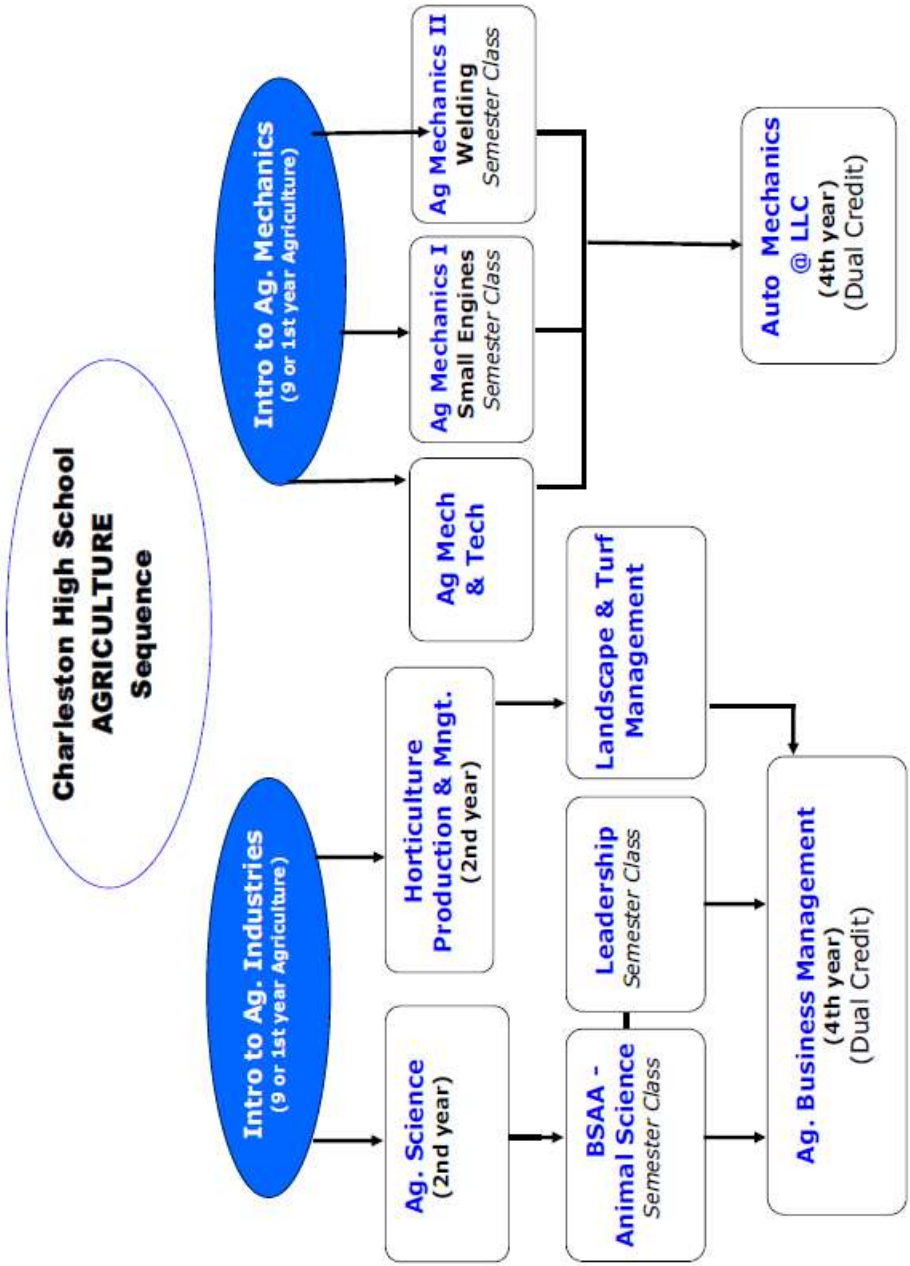 Charleston High School
AGRICULTURE
Sequence
Intro to Ag. Industries
(9 or 1st year Agriculture)
Intro to Ag. Mechanics
(9 or 1st year Agriculture)
Ag. Science
(2nd year)
Horticulture
Production & Mngt.
(2nd year)
Ag Mech
& Tech
Ag Mechanics I
Small Engines
Semester Class
Ag Mechanics II
Welding
Semester Class
BSAA -
Animal Science
Semester Class
Leadership
Semester Class
Landscape & Turf
Management
Ag. Business Management
(4th year)
(Dual Credit)
Auto Mechanics
@ LLC
(4th year)
(Dual Credit)